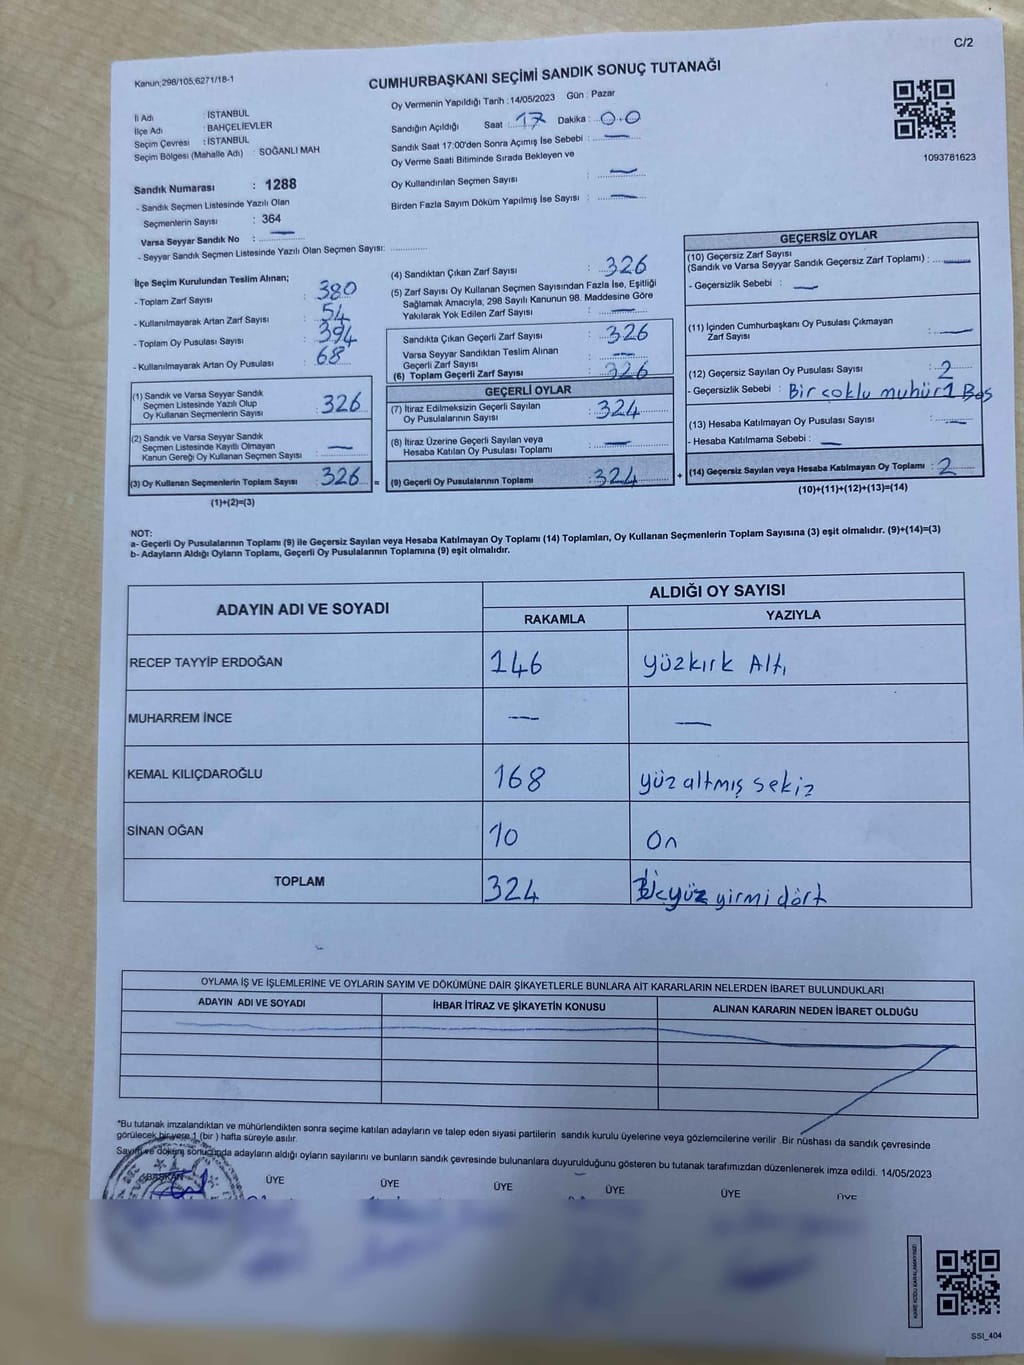 C/2
Kanun;298/105,6271/18-1
CUMHURBAŞKANI SEÇİMİ SANDIK SONUÇ TUTANAĞI
İl Adı : İSTANBUL
İlçe Adı : BAHÇELİEVLER
Seçim Çevresi : İSTANBUL
Seçim Bölgesi (Mahalle Adı) : SOĞANLI MAH
Oy Vermenin Yapıldığı Tarih : 14/05/2023 Gün : Pazar
Sandığın Açıldığı Saat : 17 Dakika : 0.0
Sandık Saat 17:00'den Sonra Açımış İse Sebebi : —
Oy Verme Saati Bitiminde Sırada Bekleyen ve
Oy Kullandırılan Seçmen Sayısı : —
Birden Fazla Sayım Döküm Yapılmış İse Sayısı : —
1093781623
Sandık Numarası : 1288
- Sandık Seçmen Listesinde Yazılı Olan
Seçmenlerin Sayısı : 364
Varsa Seyyar Sandık No : —
- Seyyar Sandık Seçmen Listesinde Yazılı Olan Seçmen Sayısı:
İlçe Seçim Kurulundan Teslim Alınan;
- Toplam Zarf Sayısı : 380
- Kullanılmayarak Artan Zarf Sayısı : 54
- Toplam Oy Pusulası Sayısı : 394
- Kullanılmayarak Artan Oy Pusulası : 68
(1) Sandık ve Varsa Seyyar Sandık
Seçmen Listesinde Yazılı Olup
Oy Kullanan Seçmenlerin Sayısı : 326
(2) Sandık ve Varsa Seyyar Sandık
Seçmen Listesinde Kayıtlı Olmayan
Kanun Gereği Oy Kullanan Seçmen Sayısı : —
(3) Oy Kullanan Seçmenlerin Toplam Sayısı : 326 =
(1)+(2)=(3)
(4) Sandıktan Çıkan Zarf Sayısı : 326
(5) Zarf Sayısı Oy Kullanan Seçmen Sayısından Fazla İse, Eşitliği
Sağlamak Amacıyla, 298 Sayılı Kanunun 98. Maddesine Göre
Yakılarak Yok Edilen Zarf Sayısı : —
Sandıkta Çıkan Geçerli Zarf Sayısı : 326
Varsa Seyyar Sandıktan Teslim Alınan
Geçerli Zarf Sayısı : —
(6) Toplam Geçerli Zarf Sayısı : 326
GEÇERLİ OYLAR
(7) İtiraz Edilmeksizin Geçerli Sayılan
Oy Pusulalarının Sayısı : 324
(8) İtiraz Üzerine Geçerli Sayılan veya
Hesaba Katılan Oy Pusulası Toplamı : —
(9) Geçerli Oy Pusulalarının Toplamı : 324 +
GEÇERSİZ OYLAR
(10) Geçersiz Zarf Sayısı
(Sandık ve Varsa Seyyar Sandık Geçersiz Zarf Toplamı) : —
- Geçersizlik Sebebi : —
(11) İçinden Cumhurbaşkanı Oy Pusulası Çıkmayan
Zarf Sayısı : —
(12) Geçersiz Sayılan Oy Pusulası Sayısı : 2
- Geçersizlik Sebebi : Bir çoklu muhür 1 Boş
(13) Hesaba Katılmayan Oy Pusulası Sayısı : —
- Hesaba Katılmama Sebebi : —
(14) Geçersiz Sayılan veya Hesaba Katılmayan Oy Toplamı : 2
(10)+(11)+(12)+(13)=(14)
NOT:
a- Geçerli Oy Pusulalarının Toplamı (9) ile Geçersiz Sayılan veya Hesaba Katılmayan Oy Toplamı (14) Toplamları, Oy Kullanan Seçmenlerin Toplam Sayısına (3) eşit olmalıdır. (9)+(14)=(3)
b- Adayların Aldığı Oyların Toplamı, Geçerli Oy Pusulalarının Toplamına (9) eşit olmalıdır.
ADAYIN ADI VE SOYADI
ALDIĞI OY SAYISI
RAKAMLA YAZIYLA
RECEP TAYYİP ERDOĞAN 146 yüzkırk Altı
MUHARREM İNCE — —
KEMAL KILIÇDAROĞLU 168 yüz altmış sekiz
SİNAN OĞAN 10 On
TOPLAM 324 Üçyüz yirmi dört
OYLAMA İŞ VE İŞLEMLERİNE VE OYLARIN SAYIM VE DÖKÜMÜNE DAİR ŞİKAYETLERLE BUNLARA AİT KARARLARIN NELERDEN İBARET BULUNDUKLARI
ADAYIN ADI VE SOYADI İHBAR İTİRAZ VE ŞİKAYETİN KONUSU ALINAN KARARIN NEDEN İBARET OLDUĞU
*Bu tutanak imzalandıktan ve mühürlendikten sonra seçime katılan adayların ve talep eden siyasi partilerin sandık kurulu üyelerine veya gözlemcilerine verilir .Bir nüshası da sandık çevresinde
görülecek bir yere 1 (bir ) hafta süreyle asılır.
Sayım ve döküm sonucunda adayların aldığı oyların sayılarını ve bunların sandık çevresinde bulunanlara duyurulduğunu gösteren bu tutanak tarafımızdan düzenlenerek imza edildi. 14/05/2023
BAŞKAN ÜYE ÜYE ÜYE ÜYE ÜYE ÜYE
KARE KODU KARALAMAYINIZ!
SSI_404